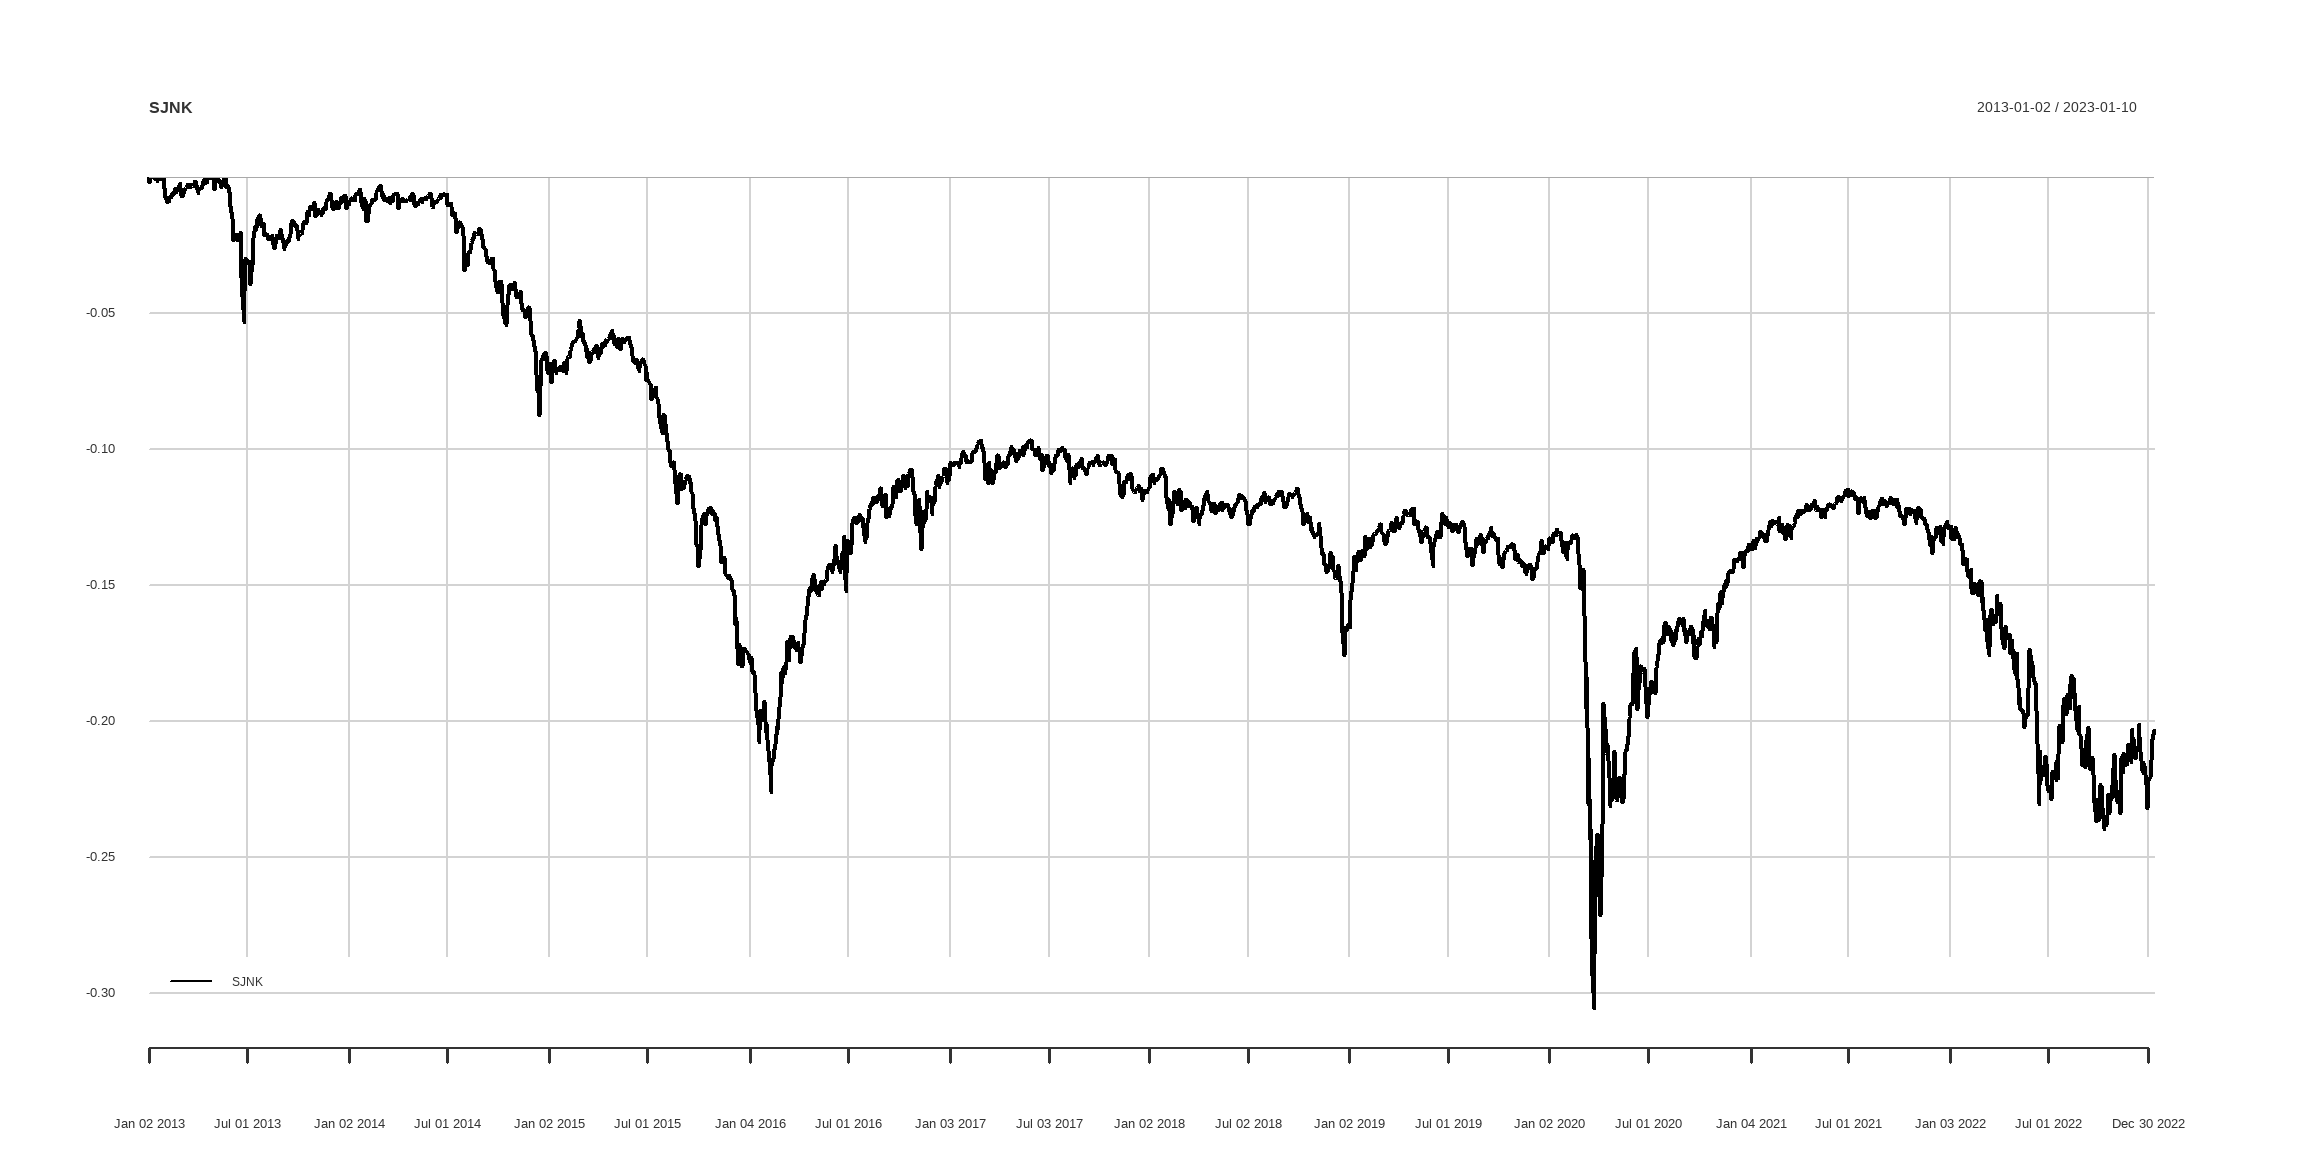 SJNK
2013-01-02 / 2023-01-10
-0.05
-0.10
-0.15
-0.20
-0.25
-0.30
SJNK
Jan 02 2013
Jul 01 2013
Jan 02 2014
Jul 01 2014
Jan 02 2015
Jul 01 2015
Jan 04 2016
Jul 01 2016
Jan 03 2017
Jul 03 2017
Jan 02 2018
Jul 02 2018
Jan 02 2019
Jul 01 2019
Jan 02 2020
Jul 01 2020
Jan 04 2021
Jul 01 2021
Jan 03 2022
Jul 01 2022
Dec 30 2022